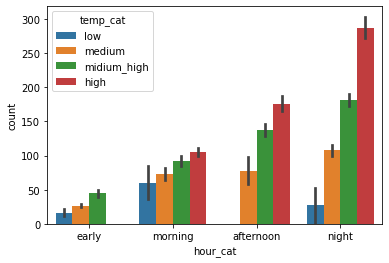 temp_cat
low
medium
midium_high
high
count
300
250
200
150
100
50
0
early morning afternoon night
hour_cat